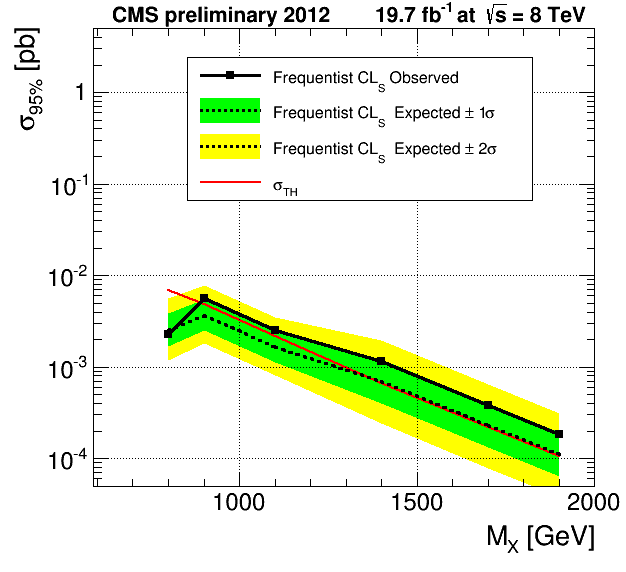 CMS preliminary 2012 19.7 fb⁻¹ at √s = 8 TeV
σ95% [pb]
Frequentist CLS Observed
Frequentist CLS Expected ± 1σ
Frequentist CLS Expected ± 2σ
σTH
1
10⁻¹
10⁻²
10⁻³
10⁻⁴
1000 1500 2000
MX [GeV]